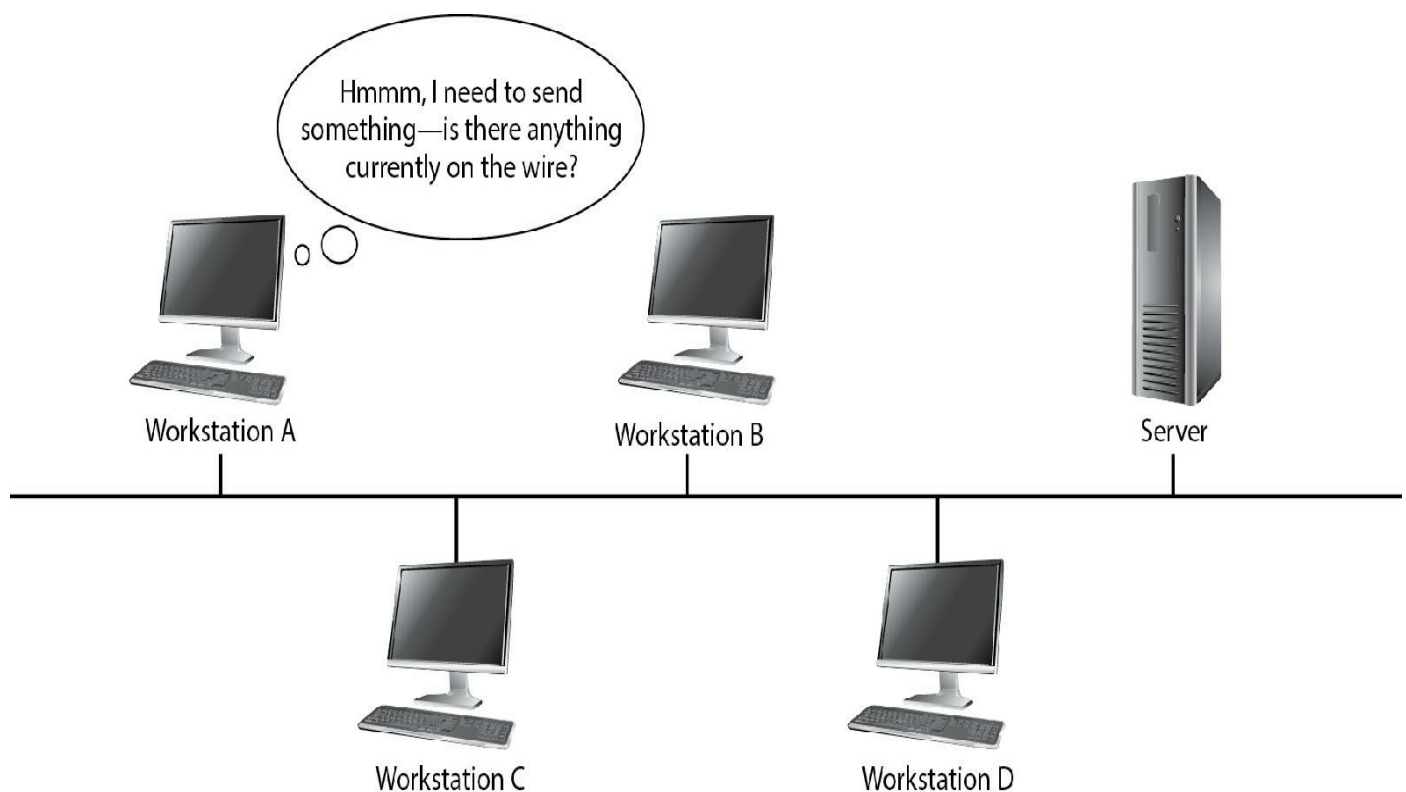 Hmmm, I need to send
something—is there anything
currently on the wire?
Workstation A
Workstation B
Server
Workstation C
Workstation D